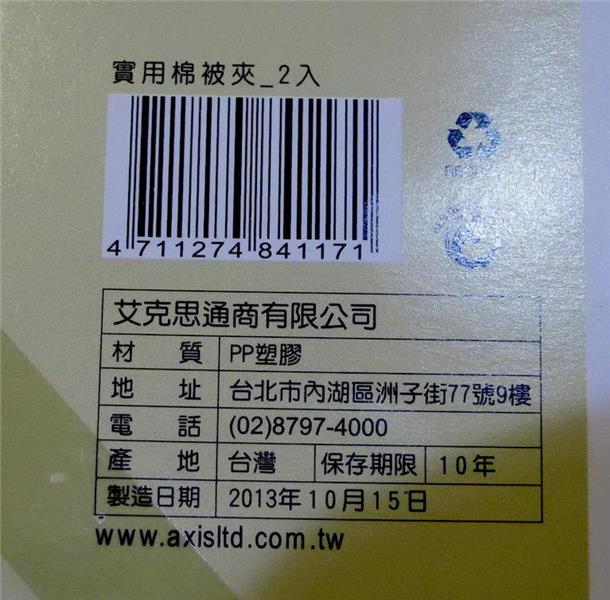 實用棉被夾_2入
4 711274 841171
艾克思通商有限公司
材 質 PP塑膠
地 址 台北市內湖區洲子街77號9樓
電 話 (02)8797-4000
產 地 台灣 保存期限 10年
製造日期 2013年10月15日
www.axisltd.com.tw